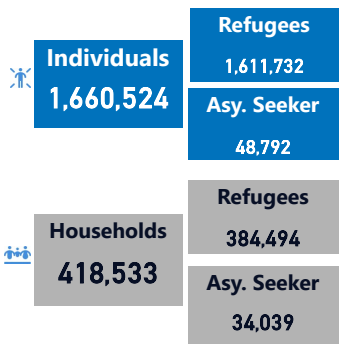 Individuals
1,660,524
Refugees
1,611,732
Asy. Seeker
48,792
Households
418,533
Refugees
384,494
Asy. Seeker
34,039